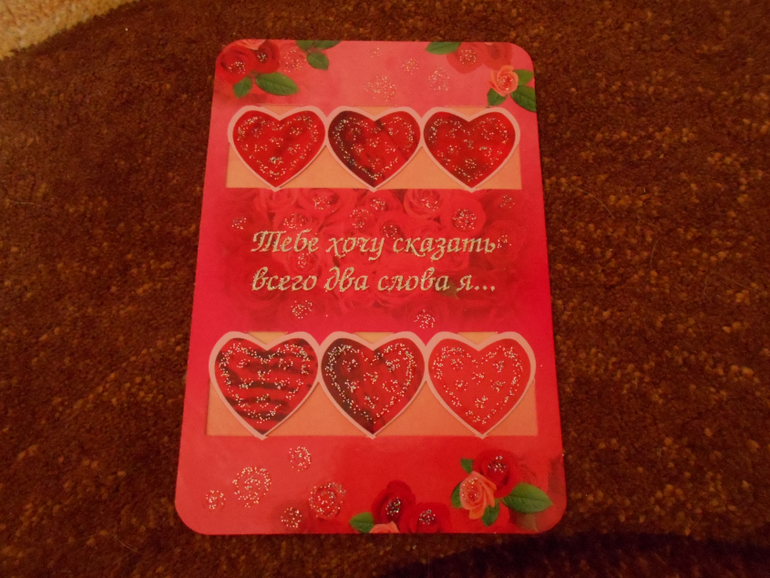 Тебе хочу сказать
всего два слова я...